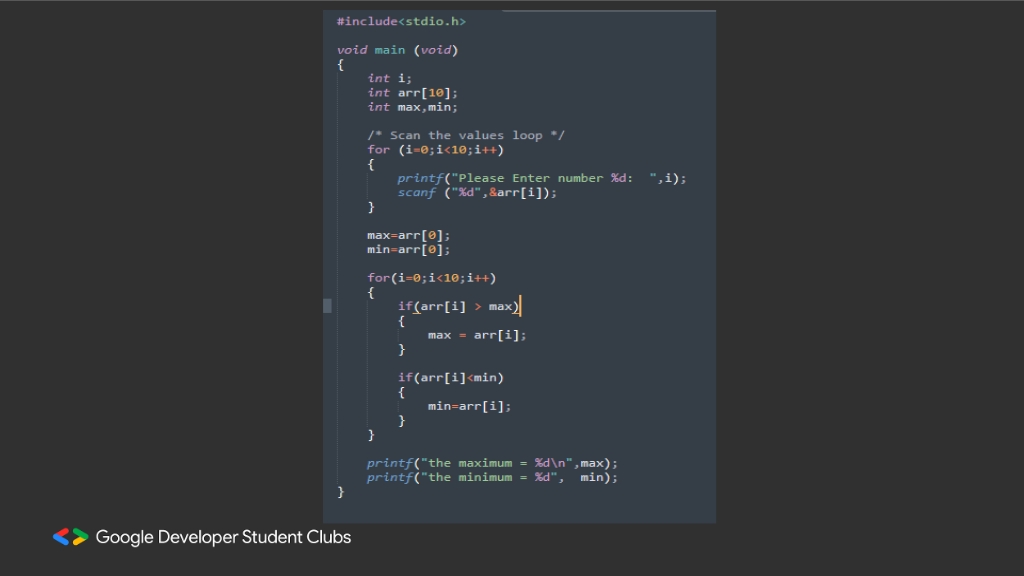 #include<stdio.h>
void main (void)
{
int i;
int arr[10];
int max,min;
/* Scan the values loop */
for (i=0;i<10;i++)
{
printf("Please Enter number %d:  ",i);
scanf ("%d",&arr[i]);
}
max=arr[0];
min=arr[0];
for(i=0;i<10;i++)
{
if(arr[i] > max)
{
max = arr[i];
}
if(arr[i]<min)
{
min=arr[i];
}
}
printf("the maximum = %d\n",max);
printf("the minimum = %d",  min);
}
Google Developer Student Clubs